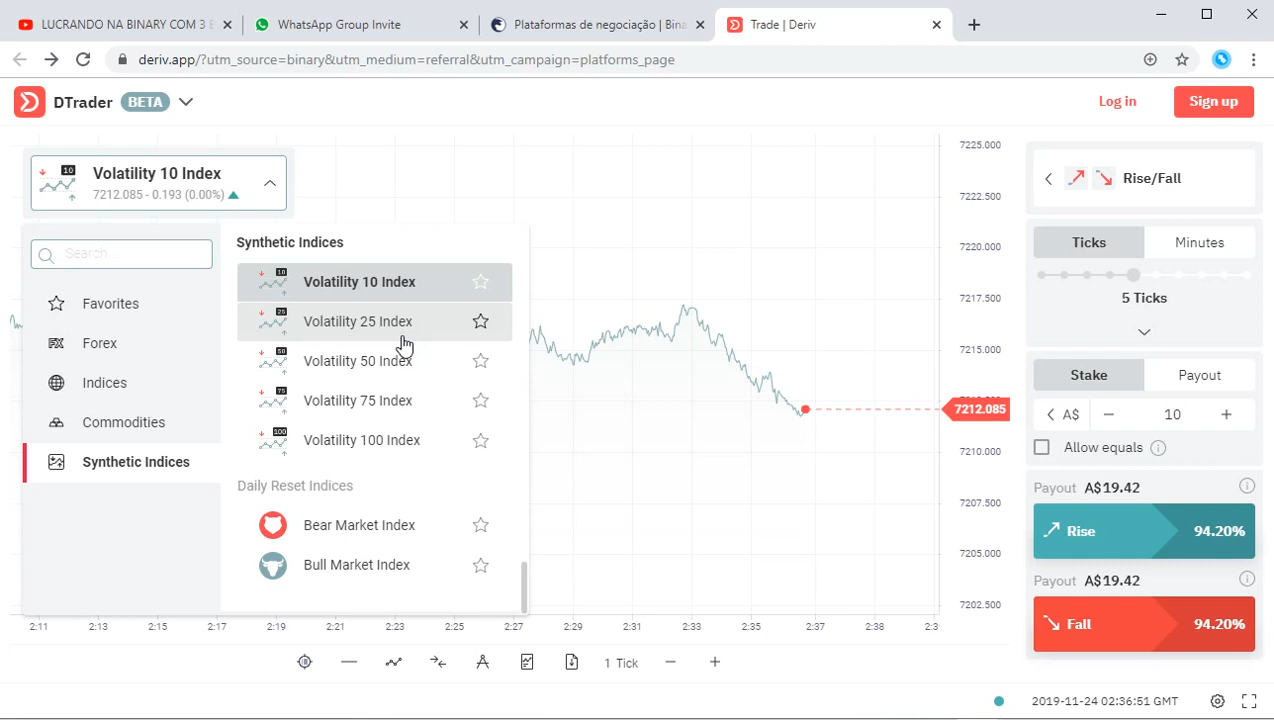 LUCRANDO NA BINARY COM 3 E
WhatsApp Group Invite
Plataformas de negociação | Bina
Trade | Deriv
deriv.app/?utm_source=binary&utm_medium=referral&utm_campaign=platforms_page
DTrader BETA
Log in
Sign up
10
Volatility 10 Index
7212.085 - 0.193 (0.00%)
Search...
Favorites
Forex
Indices
Commodities
Synthetic Indices
Synthetic Indices
10 Volatility 10 Index
25 Volatility 25 Index
50 Volatility 50 Index
75 Volatility 75 Index
100 Volatility 100 Index
Daily Reset Indices
Bear Market Index
Bull Market Index
7225.000
7222.500
7220.000
7217.500
7215.000
7212.085
7210.000
7207.500
7205.000
7202.500
2:11 2:13 2:15 2:17 2:19 2:21 2:23 2:25 2:27 2:29 2:31 2:33 2:35 2:37 2:38
1 Tick
Rise/Fall
Ticks Minutes
5 Ticks
Stake Payout
A$ 10
Allow equals
Payout A$19.42
Rise 94.20%
Payout A$19.42
Fall 94.20%
2019-11-24 02:36:51 GMT